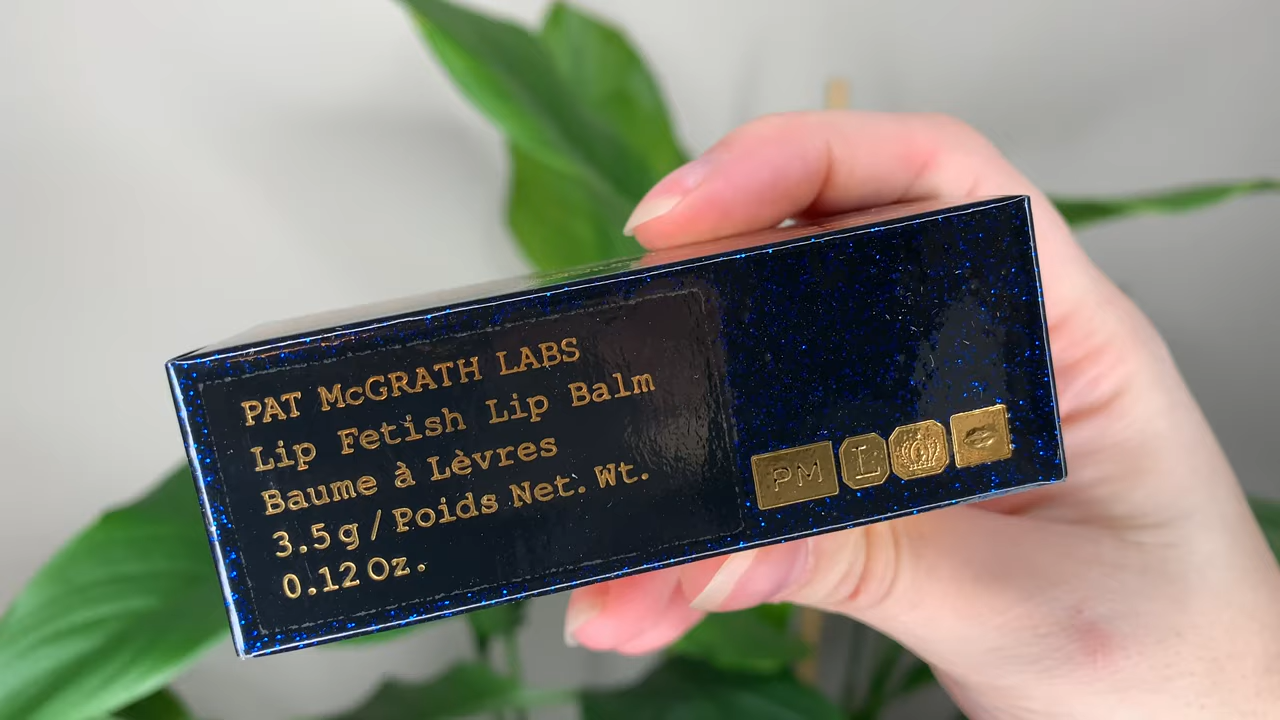 PAT McGRATH LABS
Lip Fetish Lip Balm
Baume à Lèvres
3.5g/Poids Net. Wt.
0.12 Oz.
PM L